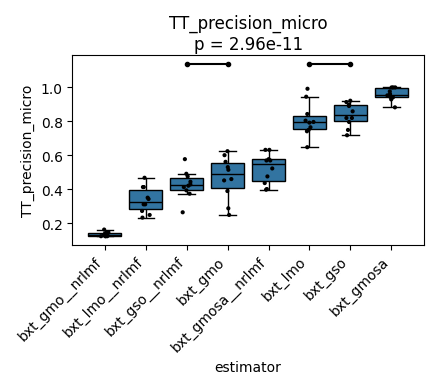 TT_precision_micro
p = 2.96e-11
TT_precision_micro
1.0
0.8
0.6
0.4
0.2
bxt_gmo__nrlmf
bxt_lmo__nrlmf
bxt_gso__nrlmf
bxt_gmo
bxt_gmosa__nrlmf
bxt_lmo
bxt_gso
bxt_gmosa
estimator